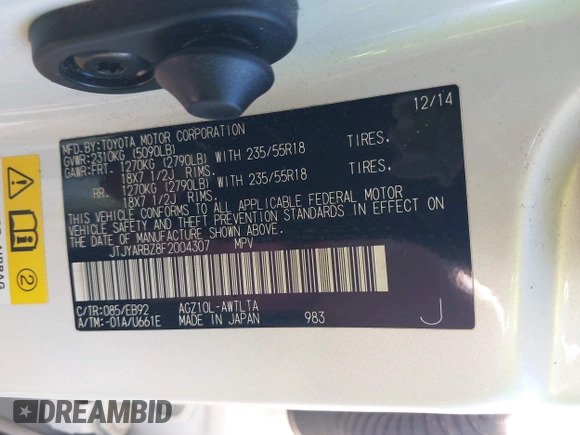 12/14
MFD.BY:TOYOTA MOTOR CORPORATION
GVWR:2310KG (5090LB)
GAWR:FRT. 1270KG (2790LB) WITH 235/55R18 TIRES.
18X7 1/2J RIMS.
RR. 1270KG (2790LB) WITH 235/55R18 TIRES.
18X7 1/2J RIMS.
THIS VEHICLE CONFORMS TO ALL APPLICABLE FEDERAL MOTOR
VEHICLE SAFETY AND THEFT PREVENTION STANDARDS IN EFFECT ON
THE DATE OF MANUFACTURE SHOWN ABOVE.
JTJYARBZ8F2004307 MPV
C/TR:085/EB92 AGZ10L-AWTLTA
A/TM:-01A/U661E MADE IN JAPAN 983 J
2
AIRBAG
DREAMBID